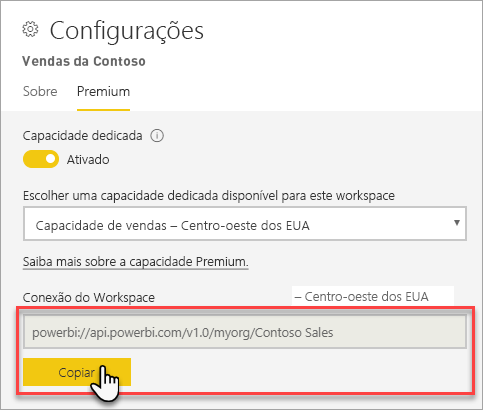 Configurações
Vendas da Contoso
Sobre Premium
Capacidade dedicada
Ativado
Escolher uma capacidade dedicada disponível para este workspace
Capacidade de vendas – Centro-oeste dos EUA
Saiba mais sobre a capacidade Premium.
Conexão do Workspace – Centro-oeste dos EUA
powerbi://api.powerbi.com/v1.0/myorg/Contoso Sales
Copiar